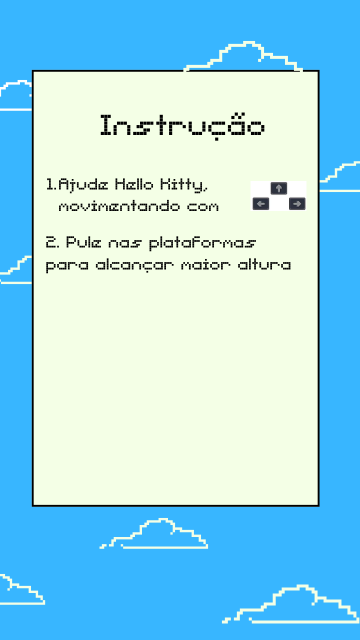 Instrução
1.Ajude Hello Kitty,
movimentando com
2. Pule nas plataformas
para alcançar maior altura